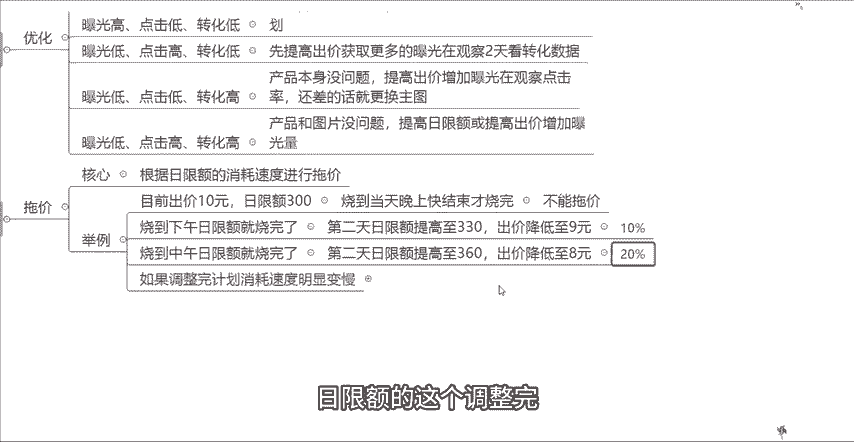 优化
曝光高、点击低、转化低
划
曝光低、点击高、转化低
先提高出价获取更多的曝光在观察2天看转化数据
曝光低、点击低、转化高
产品本身没问题，提高出价增加曝光在观察点击
率，还差的话就更换主图
曝光低、点击高、转化高
产品和图片没问题，提高日限额或提高出价增加曝
光量
拖价
核心
根据日限额的消耗速度进行拖价
举例
目前出价10元，日限额300
烧到当天晚上快结束才烧完
不能拖价
烧到下午日限额就烧完了
第二天日限额提高至330，出价降低至9元
10%
烧到中午日限额就烧完了
第二天日限额提高至360，出价降低至8元
20%
如果调整完计划消耗速度明显变慢
日限额的这个调整完